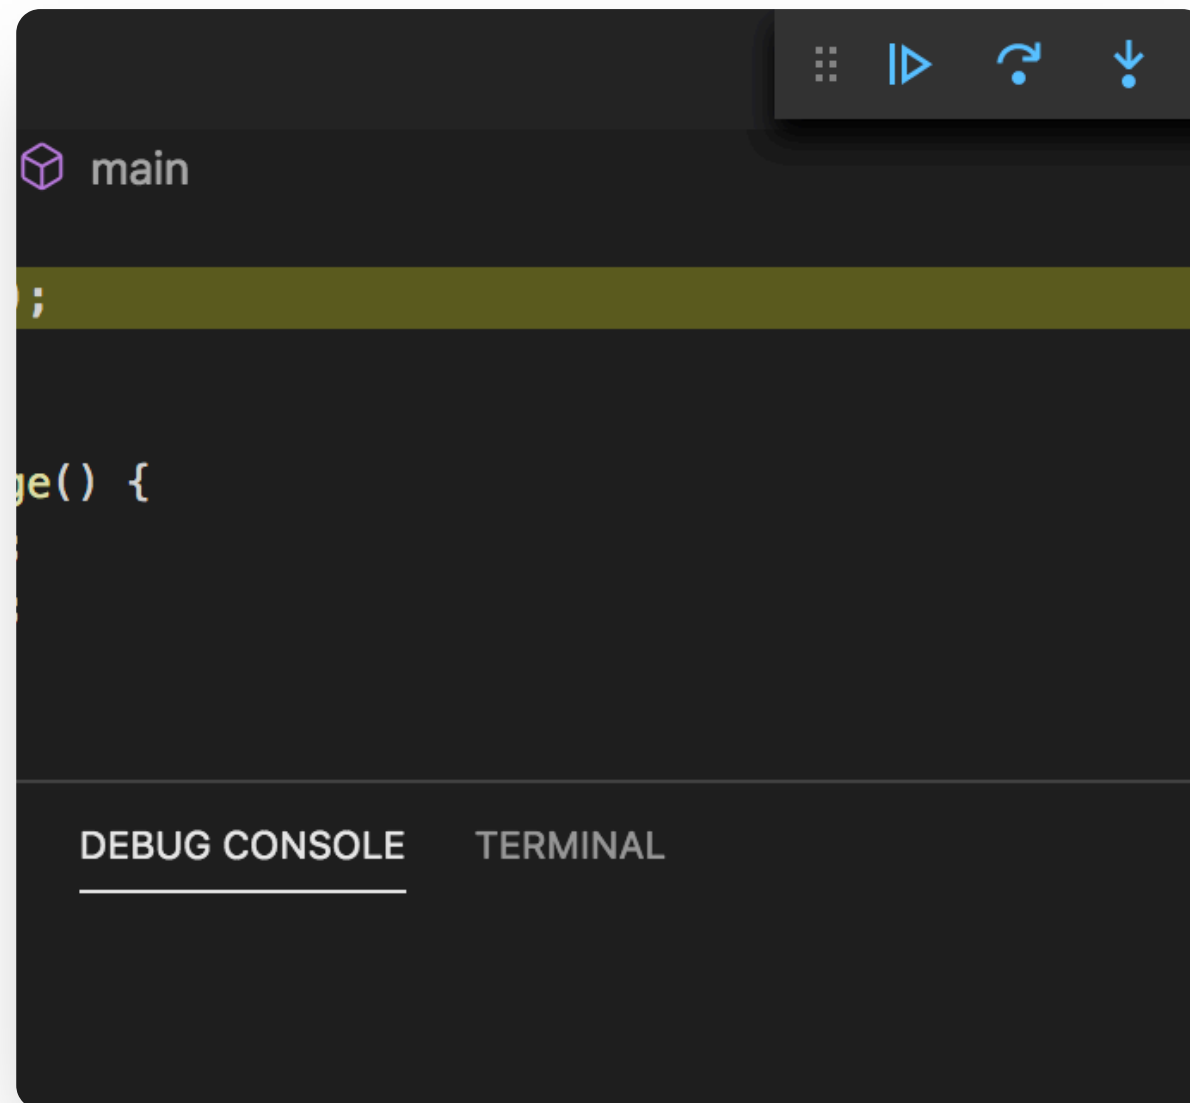 main
);
ge() {
DEBUG CONSOLE TERMINAL